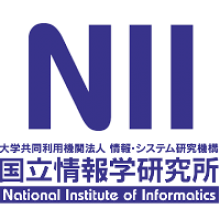 NII
大学共同利用機関法人 情報・システム研究機構
国立情報学研究所
National Institute of Informatics